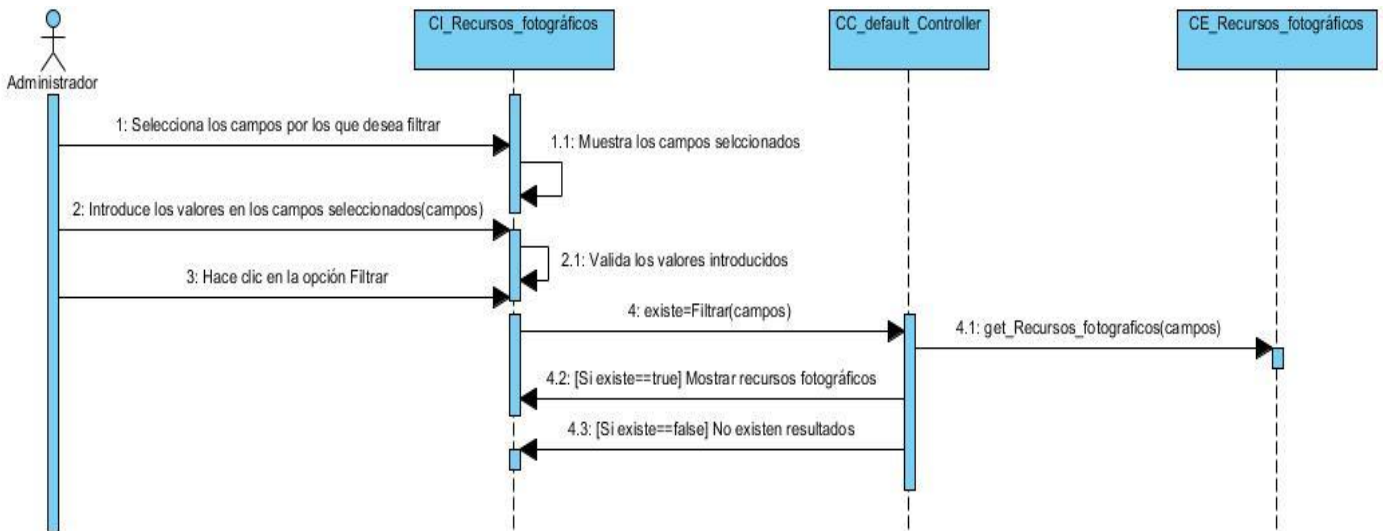 CI_Recursos_fotográficos
CC_default_Controller
CE_Recursos_fotográficos
Administrador
1: Selecciona los campos por los que desea filtrar
1.1: Muestra los campos selccionados
2: Introduce los valores en los campos seleccionados(campos)
2.1: Valida los valores introducidos
3: Hace clic en la opción Filtrar
4: existe=Filtrar(campos)
4.1: get_Recursos_fotograficos(campos)
4.2: [Si existe==true] Mostrar recursos fotográficos
4.3: [Si existe==false] No existen resultados